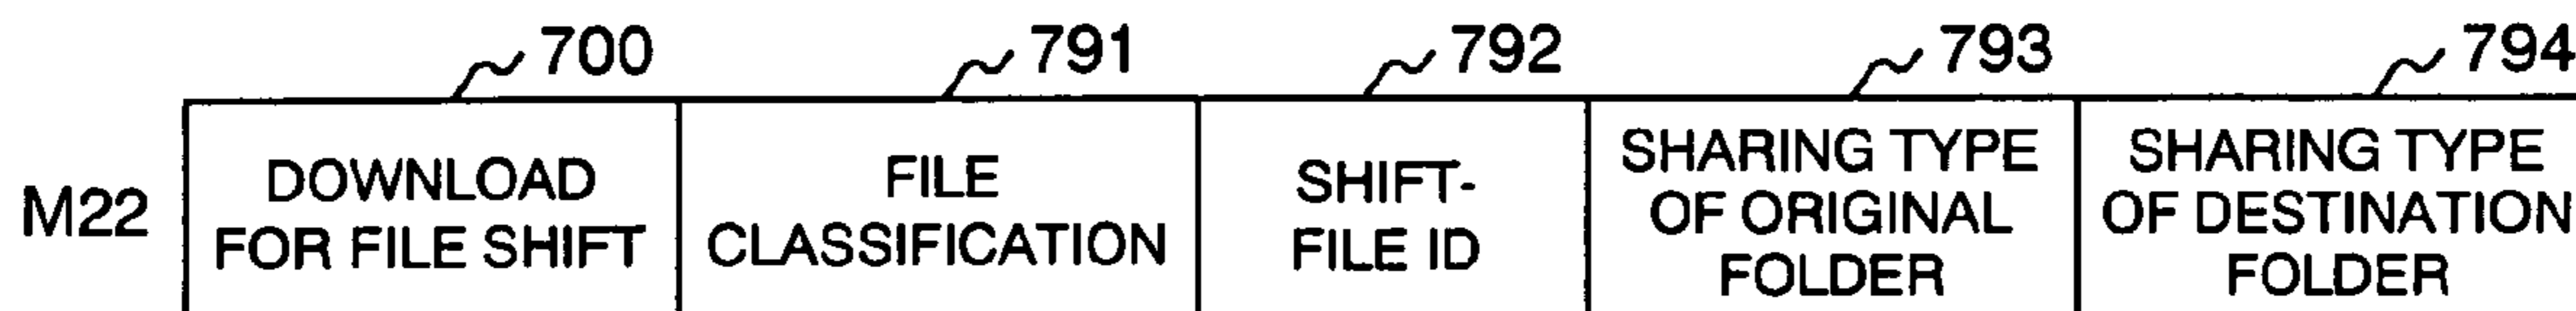 700 791 792 793 794
M22
DOWNLOAD
FOR FILE SHIFT
FILE
CLASSIFICATION
SHIFT-
FILE ID
SHARING TYPE
OF ORIGINAL
FOLDER
SHARING TYPE
OF DESTINATION
FOLDER